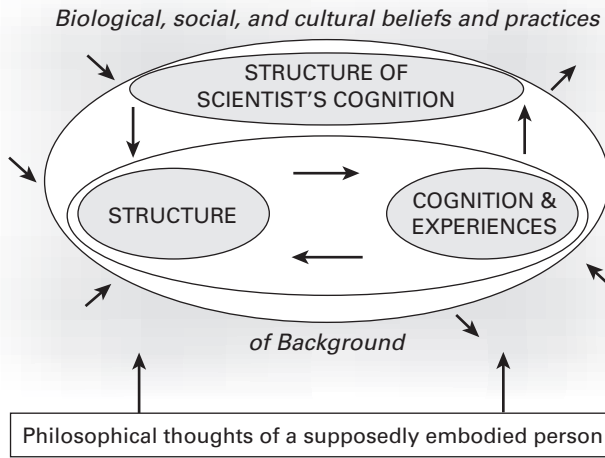 Biological, social, and cultural beliefs and practices
STRUCTURE OF
SCIENTIST'S COGNITION
STRUCTURE
COGNITION &
EXPERIENCES
of Background
Philosophical thoughts of a supposedly embodied person